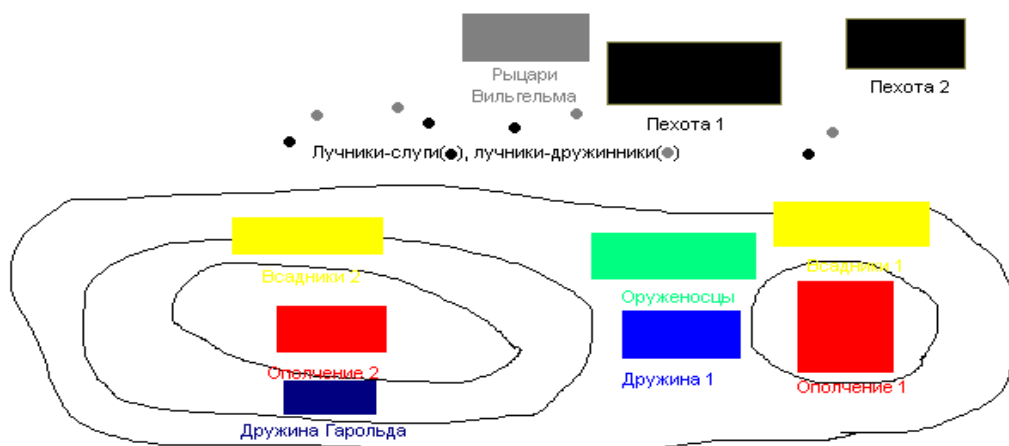 Рыцари
Вильгельма
Пехота 2
Пехота 1
Лучники-слуги(●), лучники-дружинники(●)
Всадники 2
Всадники 1
Оруженосцы
Ополчение 2
Дружина 1
Ополчение 1
Дружина Гарольда